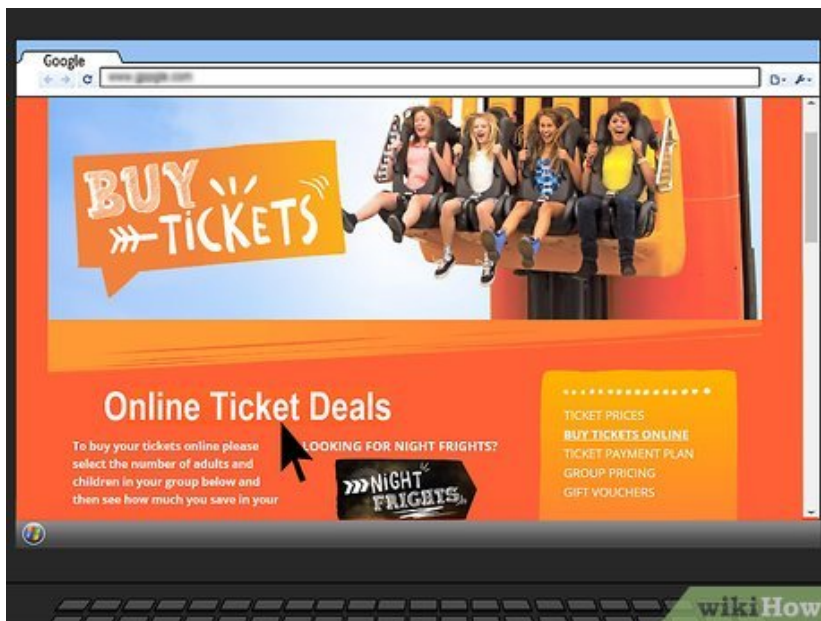 Google
BUY
TICKETS
Online Ticket Deals
To buy your tickets online please
select the number of adults and
children in your group below and
then see how much you save in your
LOOKING FOR NIGHT FRIGHTS?
NIGHT
FRIGHTS
TICKET PRICES
BUY TICKETS ONLINE
TICKET PAYMENT PLAN
GROUP PRICING
GIFT VOUCHERS
wikiHow